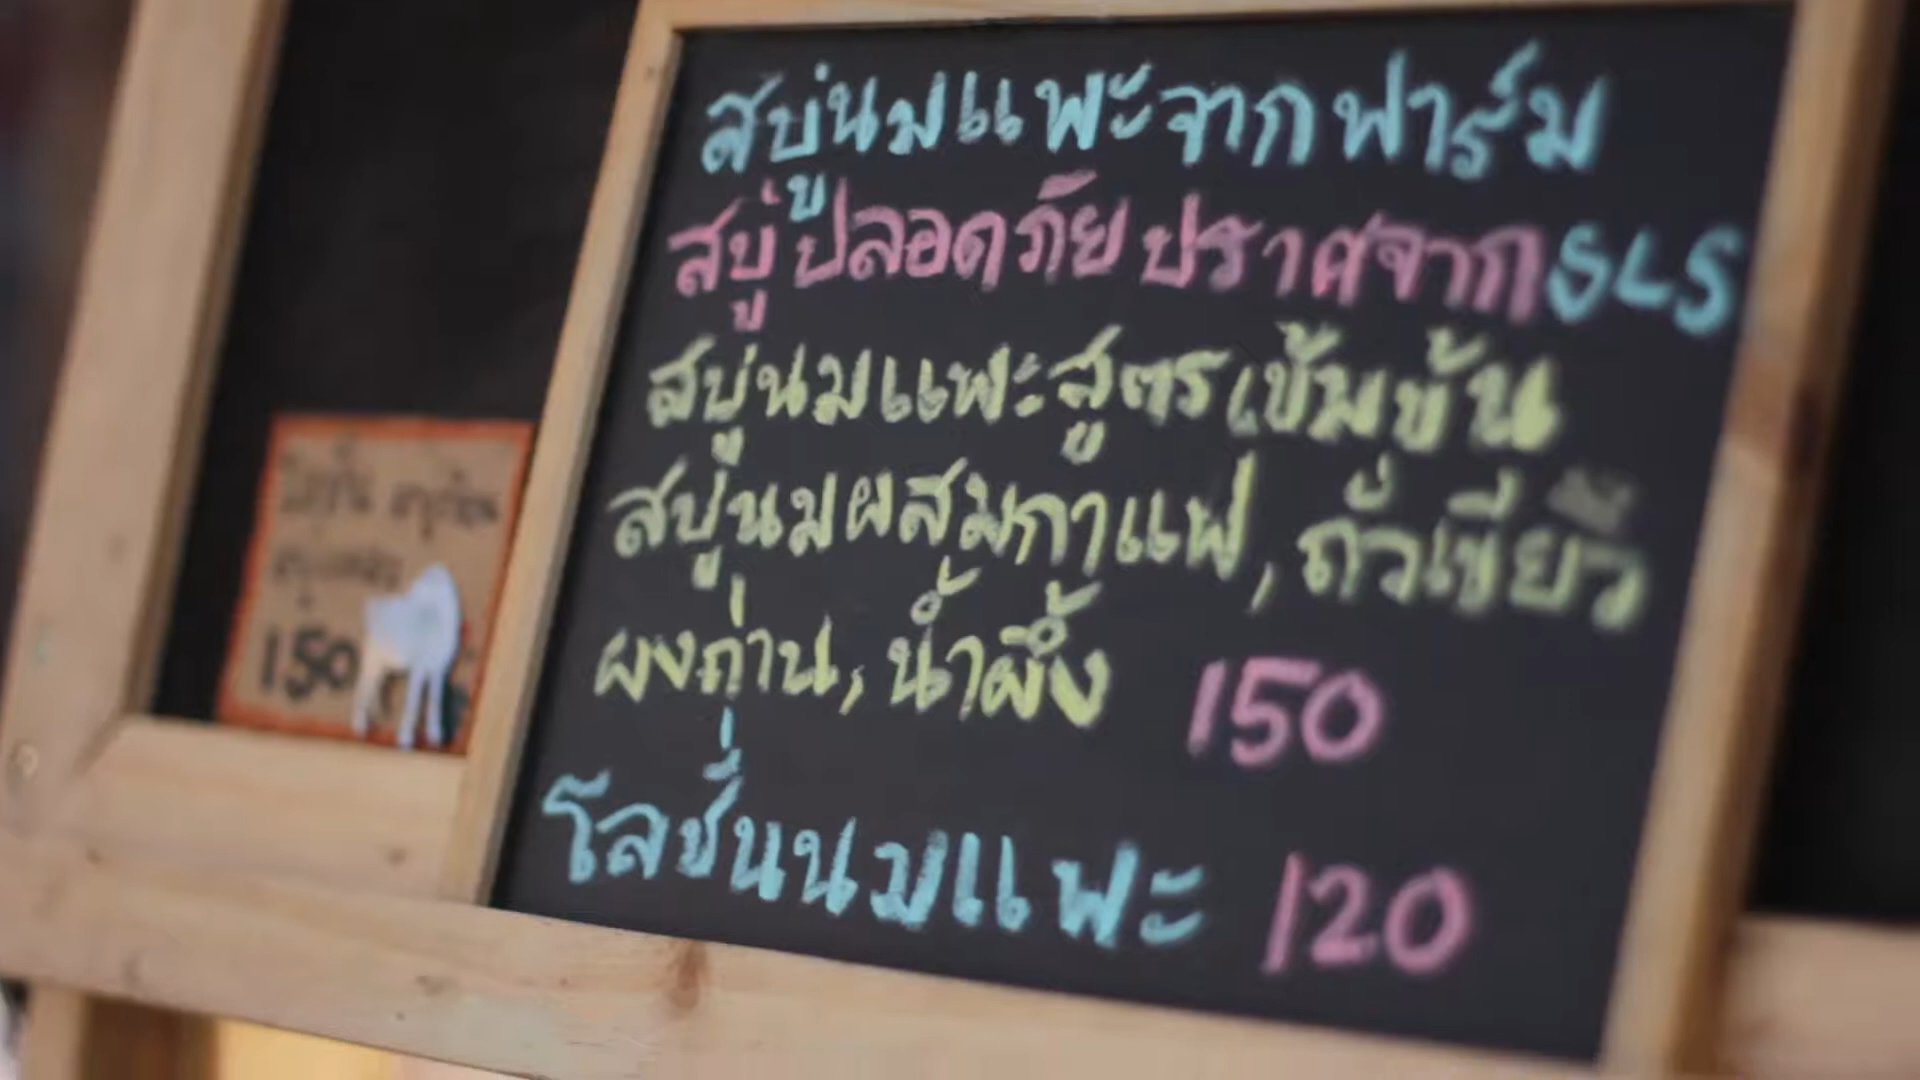 สบู่นมแพะจากฟาร์ม
สบู่ปลอดภัยปราศจากSLS
สบู่นมแพะสูตรเข้มข้น
สบู่นมผสมกาแฟ, ถั่วเขียว
ผงถ่าน, น้ำผึ้ง 150
โลชั่นนมแพะ 120
150